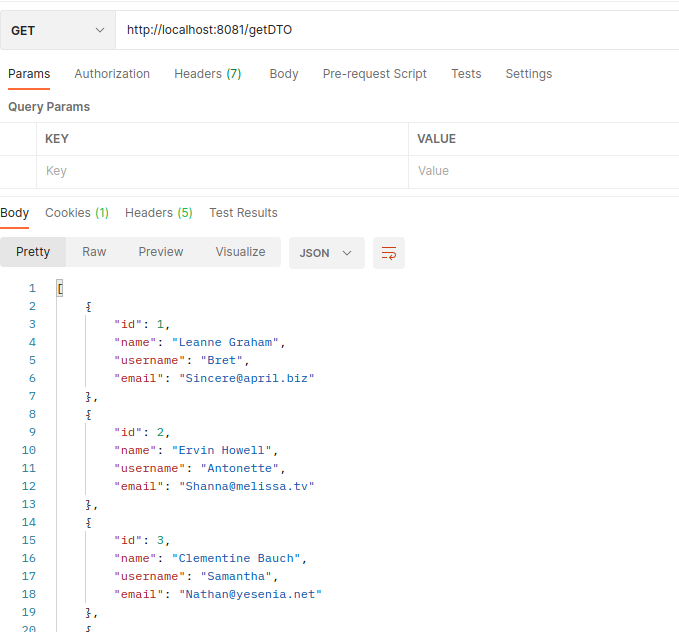 GET http://localhost:8081/getDTO
Params Authorization Headers (7) Body Pre-request Script Tests Settings
Query Params
KEY VALUE
Key Value
Body Cookies (1) Headers (5) Test Results
Pretty Raw Preview Visualize JSON
1 [
2 {
3 "id": 1,
4 "name": "Leanne Graham",
5 "username": "Bret",
6 "email": "Sincere@april.biz"
7 },
8 {
9 "id": 2,
10 "name": "Ervin Howell",
11 "username": "Antonette",
12 "email": "Shanna@melissa.tv"
13 },
14 {
15 "id": 3,
16 "name": "Clementine Bauch",
17 "username": "Samantha",
18 "email": "Nathan@yesenia.net"
19 },
20 {